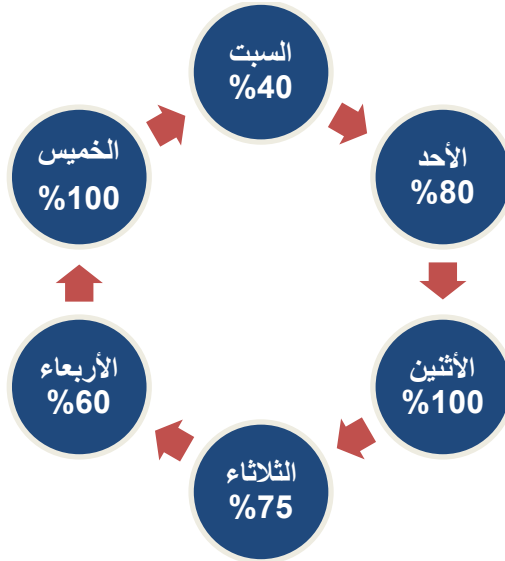 السبت
%40
الأحد
%80
الأثنين
%100
الثلاثاء
%75
الأربعاء
%60
الخميس
%100